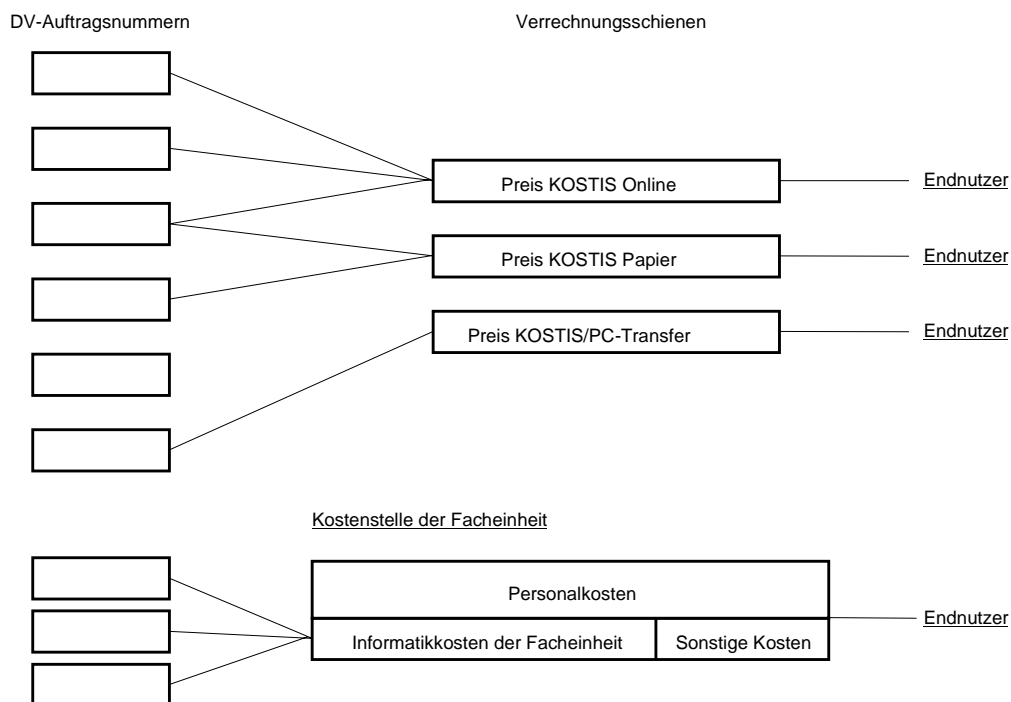 DV-Auftragsnummern
Verrechnungsschienen
Preis KOSTIS Online
Endnutzer
Preis KOSTIS Papier
Endnutzer
Preis KOSTIS/PC-Transfer
Endnutzer
Kostenstelle der Facheinheit
Personalkosten
Endnutzer
Informatikkosten der Facheinheit
Sonstige Kosten